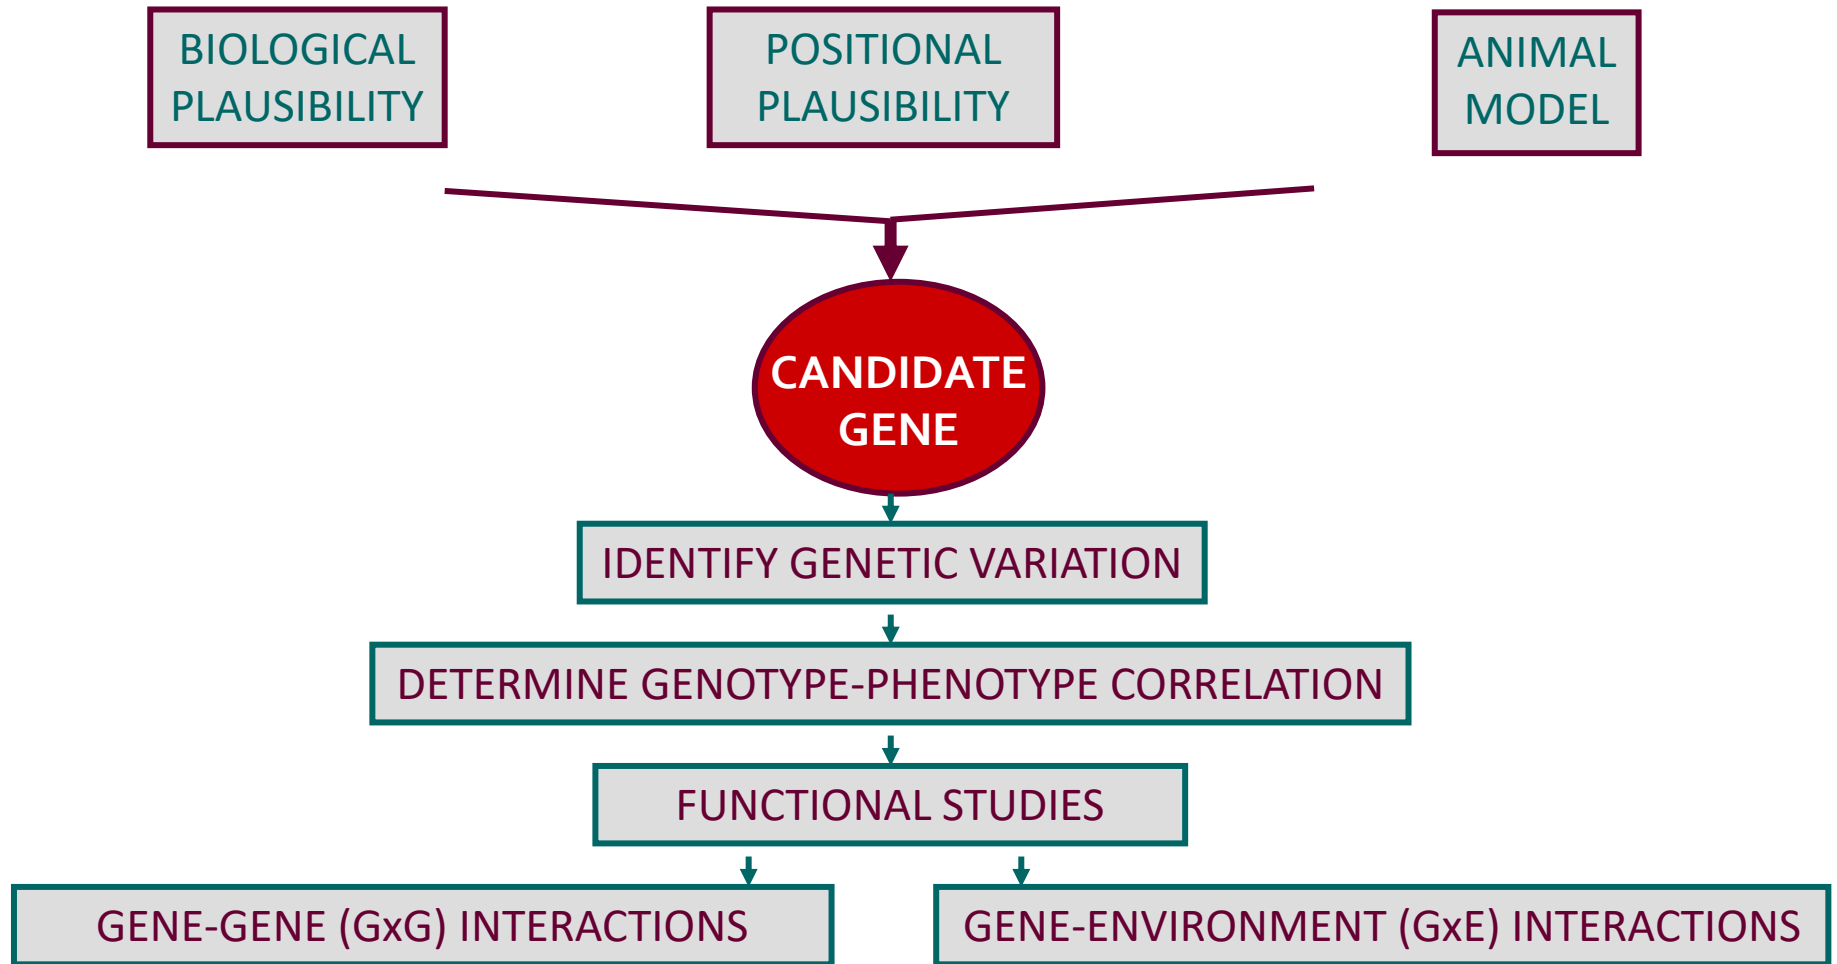 BIOLOGICAL
PLAUSIBILITY
POSITIONAL
PLAUSIBILITY
ANIMAL
MODEL
CANDIDATE
GENE
IDENTIFY GENETIC VARIATION
DETERMINE GENOTYPE-PHENOTYPE CORRELATION
FUNCTIONAL STUDIES
GENE-GENE (GxG) INTERACTIONS
GENE-ENVIRONMENT (GxE) INTERACTIONS